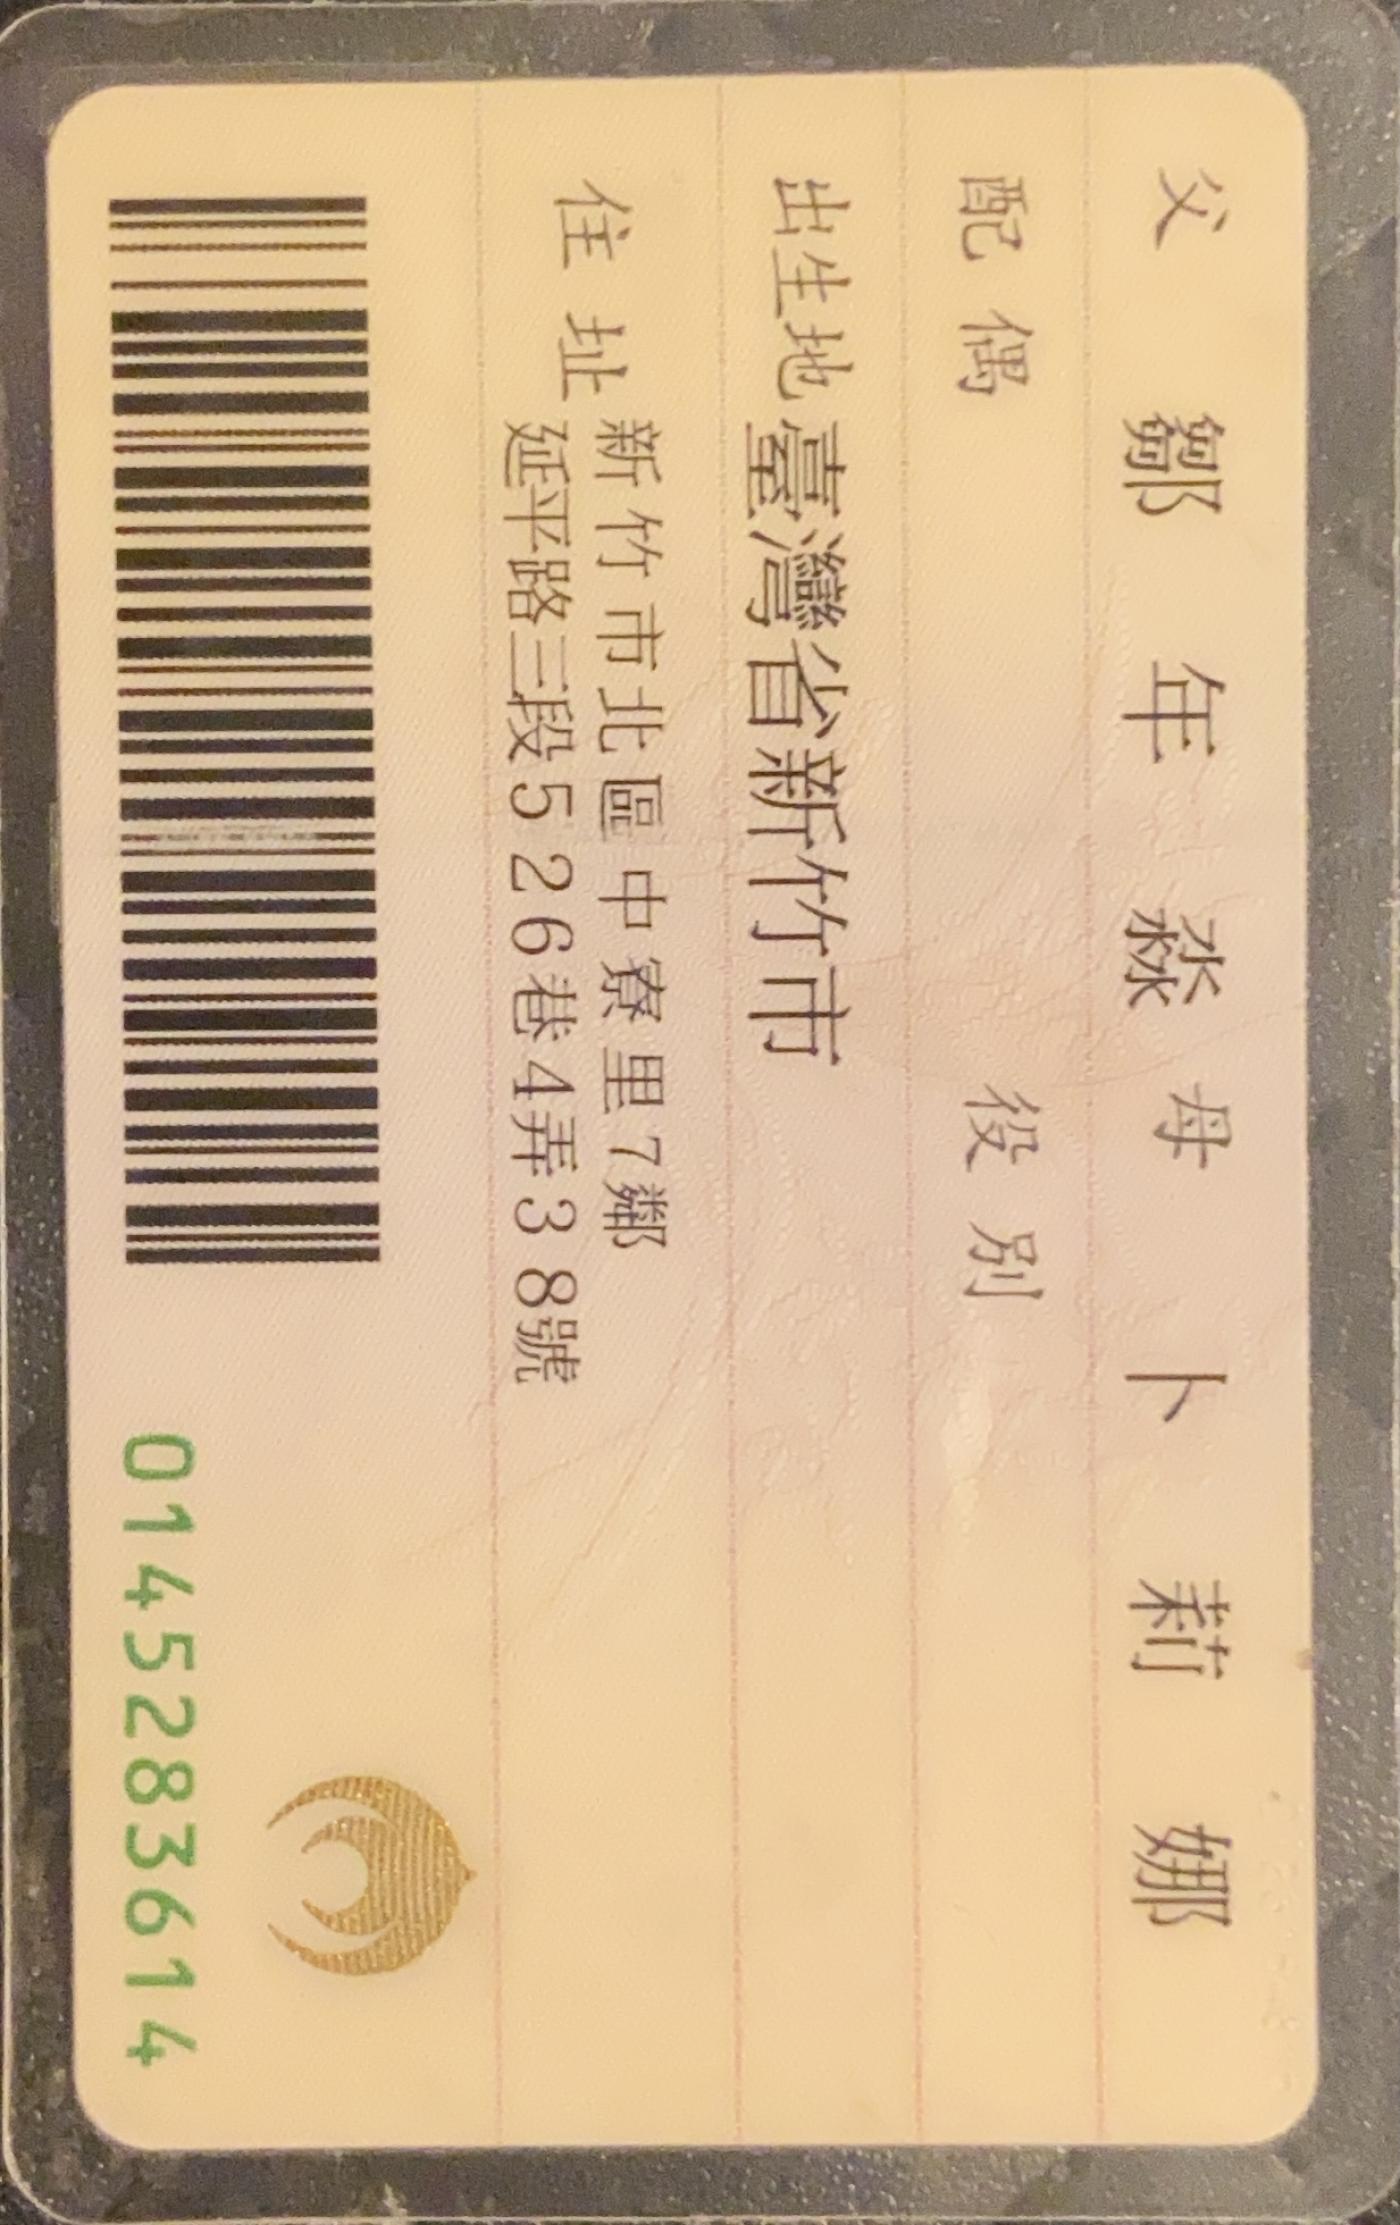 父 鄒年淼 母 卜莉娜
配偶 役別
出生地 臺灣省新竹市
住址 新竹市北區中寮里7鄰
延平路三段526巷4弄38號
0145283614